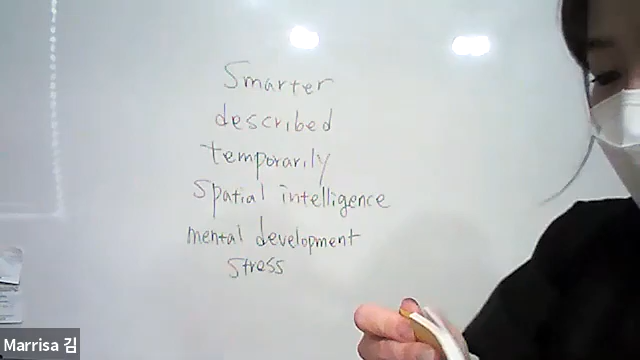 Smarter
described
temporarily
Spatial intelligence
mental development
Stress
Marrisa 김